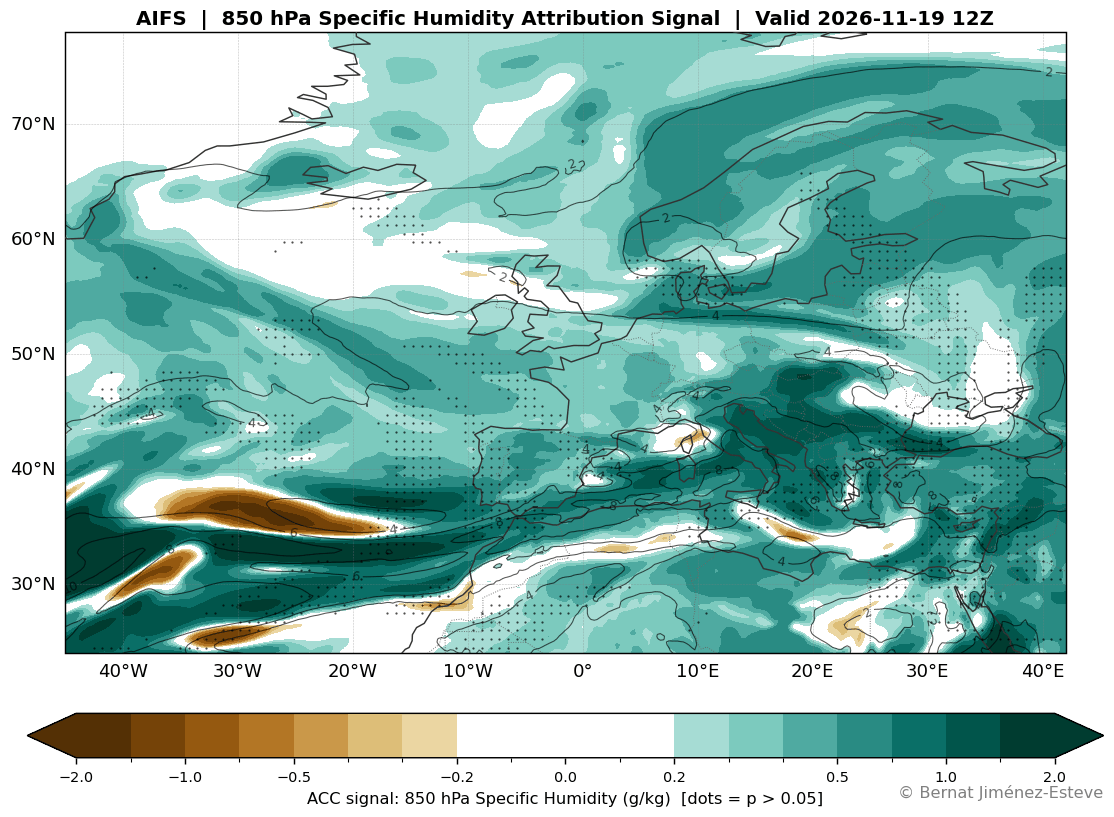 AIFS | 850 hPa Specific Humidity Attribution Signal | Valid 2026-11-19 12Z
70°N
60°N
50°N
40°N
30°N
40°W
30°W
20°W
10°W
0°
10°E
20°E
30°E
40°E
−2.0
−1.0
−0.5
−0.2
0.0
0.2
0.5
1.0
2.0
ACC signal: 850 hPa Specific Humidity (g/kg) [dots = p > 0.05]
© Bernat Jiménez-Esteve